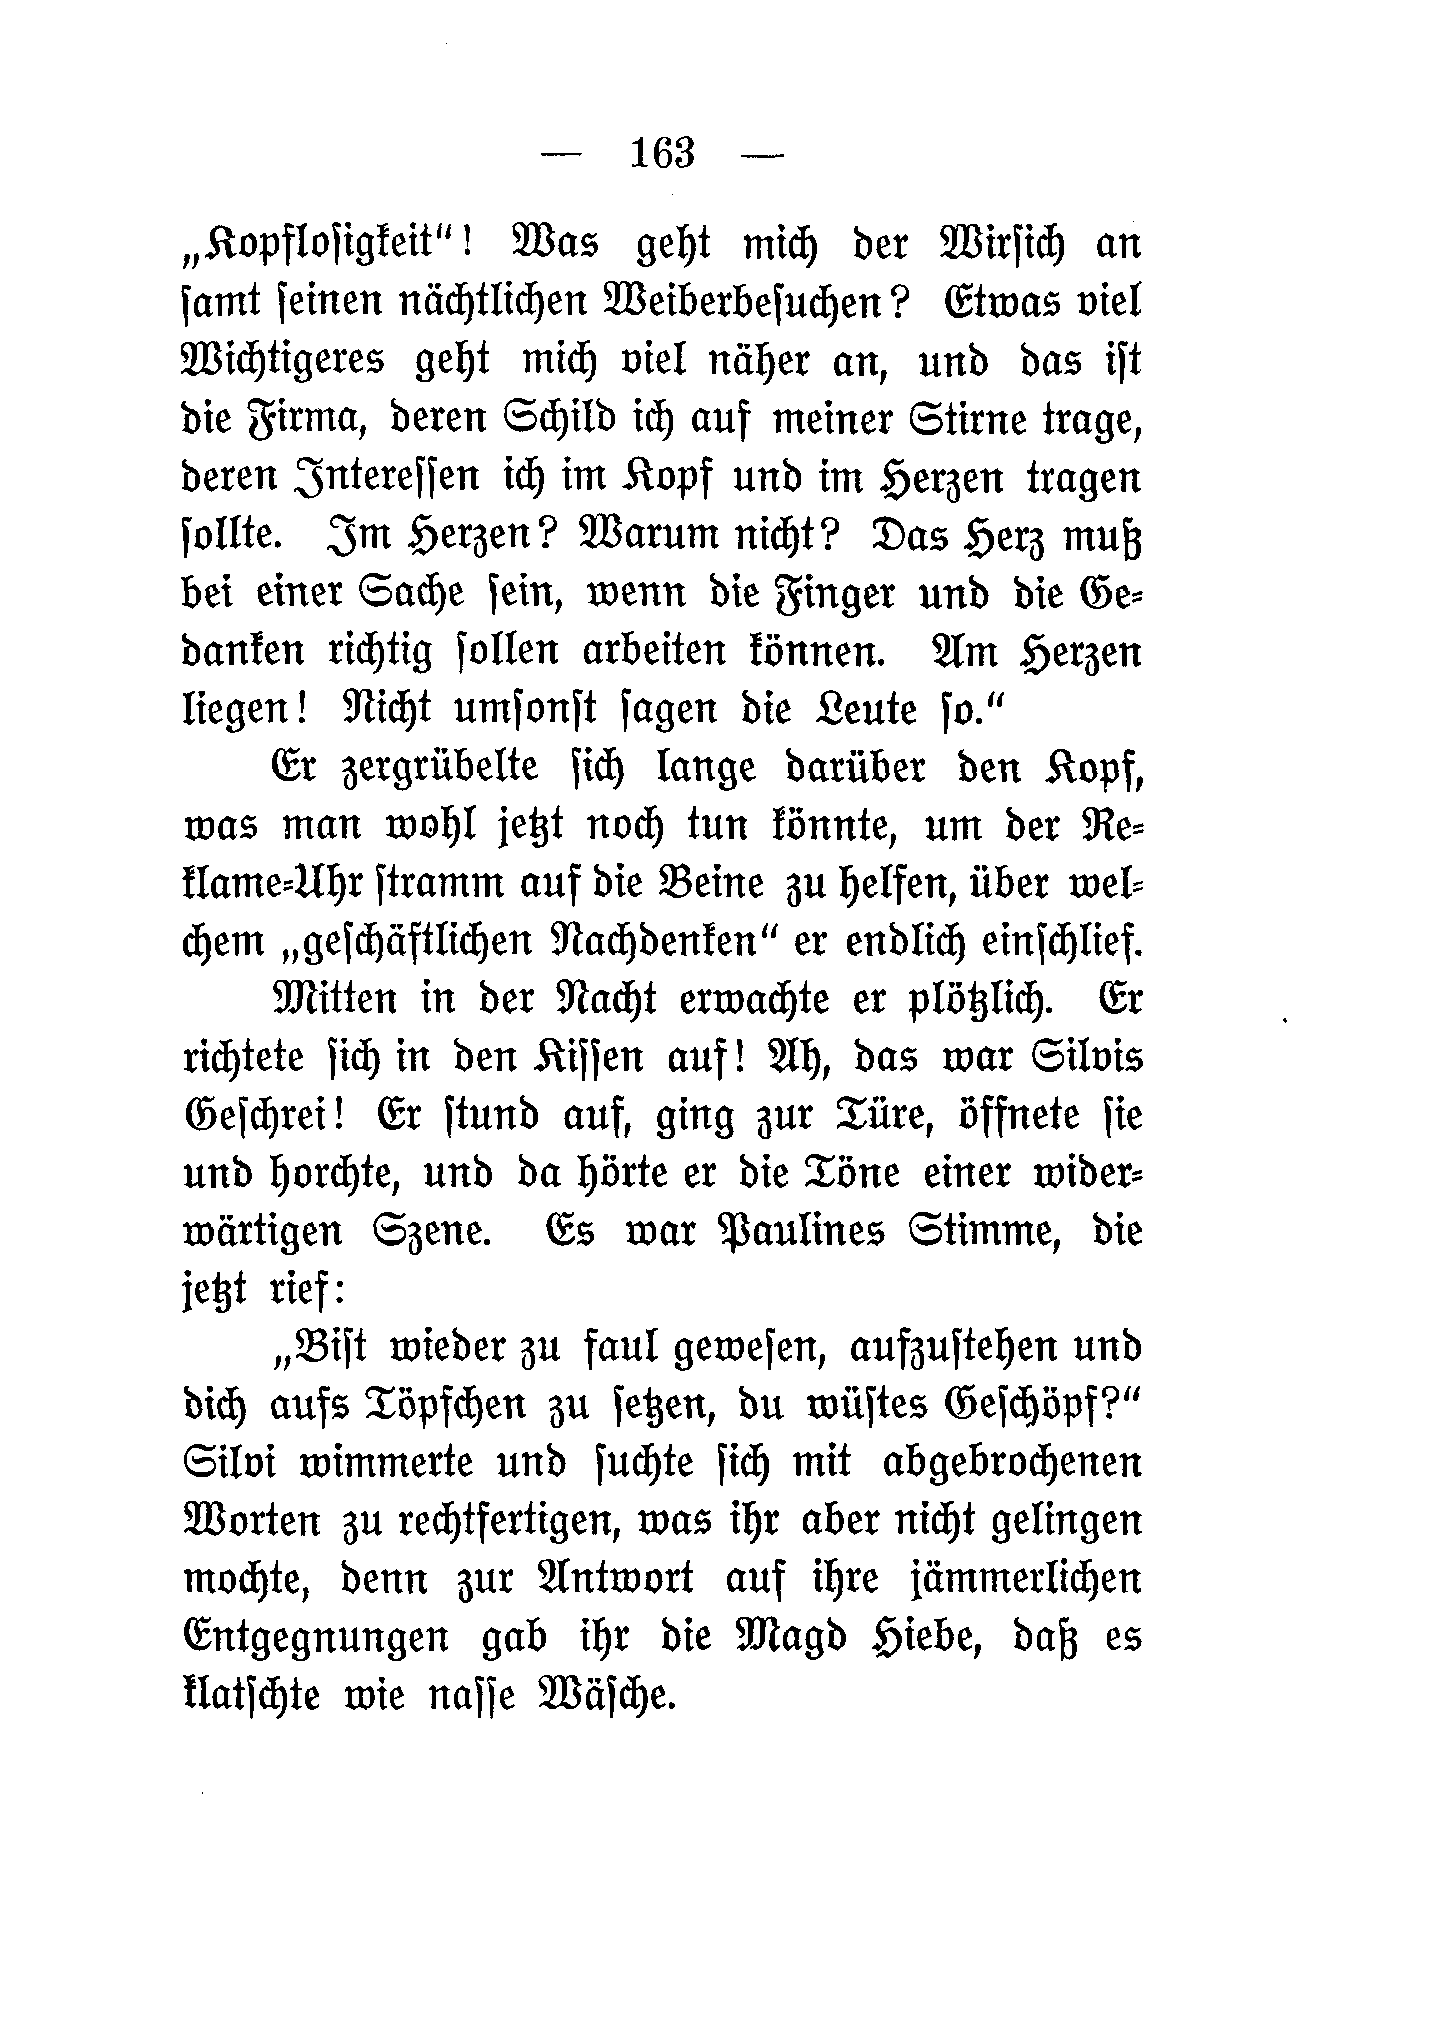 — 163 —
„Kopflosigkeit“! Was geht mich der Wirsich an
samt seinen nächtlichen Weiberbesuchen? Etwas viel
Wichtigeres geht mich viel näher an, und das ist
die Firma, deren Schild ich auf meiner Stirne trage,
deren Interessen ich im Kopf und im Herzen tragen
sollte. Im Herzen? Warum nicht? Das Herz muß
bei einer Sache sein, wenn die Finger und die Ge=
danken richtig sollen arbeiten können. Am Herzen
liegen! Nicht umsonst sagen die Leute so.“
Er zergrübelte sich lange darüber den Kopf,
was man wohl jetzt noch tun könnte, um der Re=
klame=Uhr stramm auf die Beine zu helfen, über wel=
chem „geschäftlichen Nachdenken“ er endlich einschlief.
Mitten in der Nacht erwachte er plötzlich. Er
richtete sich in den Kissen auf! Ah, das war Silvis
Geschrei! Er stund auf, ging zur Türe, öffnete sie
und horchte, und da hörte er die Töne einer wider=
wärtigen Szene. Es war Paulines Stimme, die
jetzt rief:
„Bist wieder zu faul gewesen, aufzustehen und
dich aufs Töpfchen zu setzen, du wüstes Geschöpf?“
Silvi wimmerte und suchte sich mit abgebrochenen
Worten zu rechtfertigen, was ihr aber nicht gelingen
mochte, denn zur Antwort auf ihre jämmerlichen
Entgegnungen gab ihr die Magd Hiebe, daß es
klatschte wie nasse Wäsche.